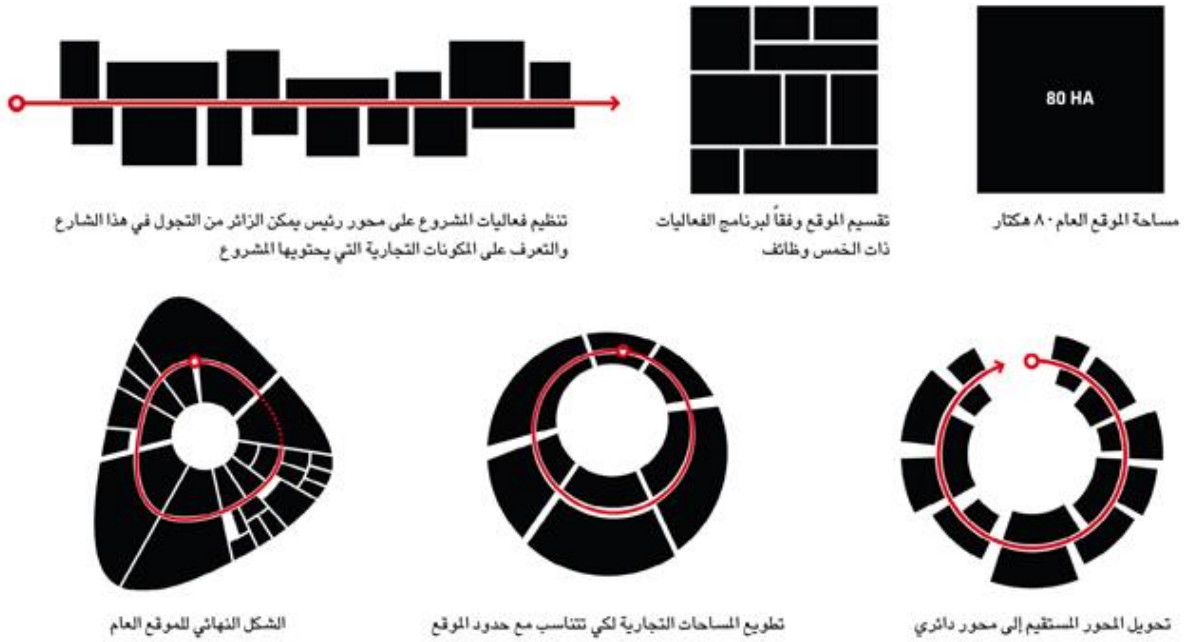 80 HA
مساحة الموقع العام ٨٠ هكتار
تقسيم الموقع وفقاً لبرنامج الفعاليات
ذات الخمس وظائف
تنظيم فعاليات المشروع على محور رئيس يمكن الزائر من التجول في هذا الشارع
والتعرف على المكونات التجارية التي يحتويها المشروع
تحويل المحور المستقيم إلى محور دائري
تطويع المساحات التجارية لكي تتناسب مع حدود الموقع
الشكل النهائي للموقع العام